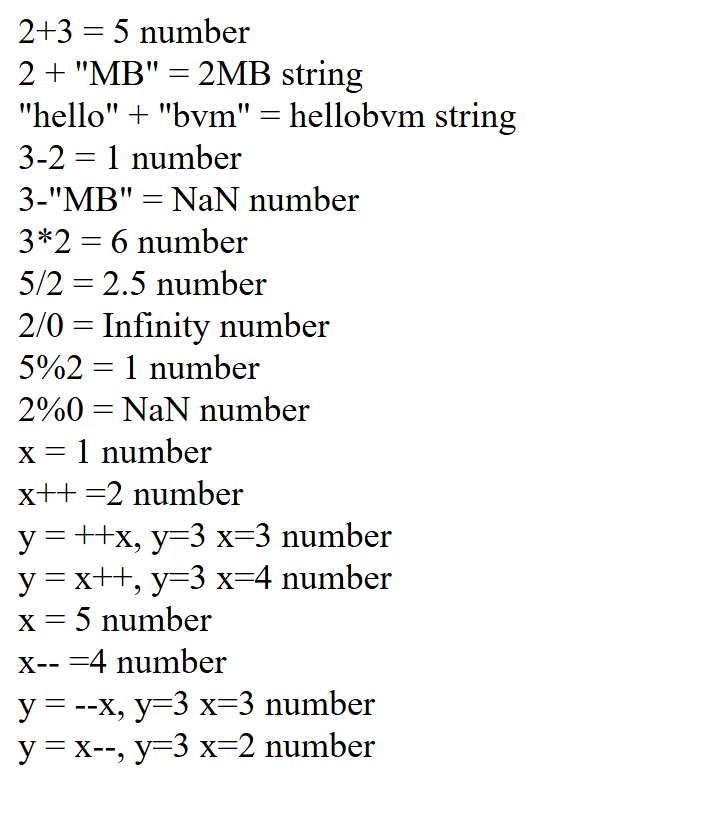 2+3 = 5 number
2 + "MB" = 2MB string
"hello" + "bvm" = hellobvm string
3-2 = 1 number
3-"MB" = NaN number
3*2 = 6 number
5/2 = 2.5 number
2/0 = Infinity number
5%2 = 1 number
2%0 = NaN number
x = 1 number
x++ =2 number
y = ++x, y=3 x=3 number
y = x++, y=3 x=4 number
x = 5 number
x-- =4 number
y = --x, y=3 x=3 number
y = x--, y=3 x=2 number